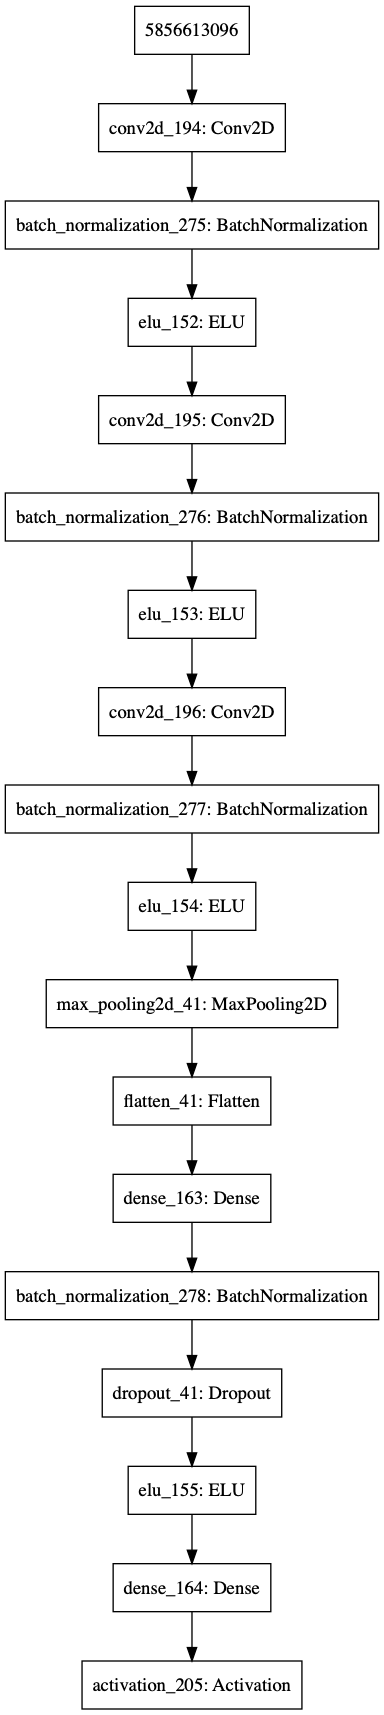 5856613096
conv2d_194: Conv2D
batch_normalization_275: BatchNormalization
elu_152: ELU
conv2d_195: Conv2D
batch_normalization_276: BatchNormalization
elu_153: ELU
conv2d_196: Conv2D
batch_normalization_277: BatchNormalization
elu_154: ELU
max_pooling2d_41: MaxPooling2D
flatten_41: Flatten
dense_163: Dense
batch_normalization_278: BatchNormalization
dropout_41: Dropout
elu_155: ELU
dense_164: Dense
activation_205: Activation